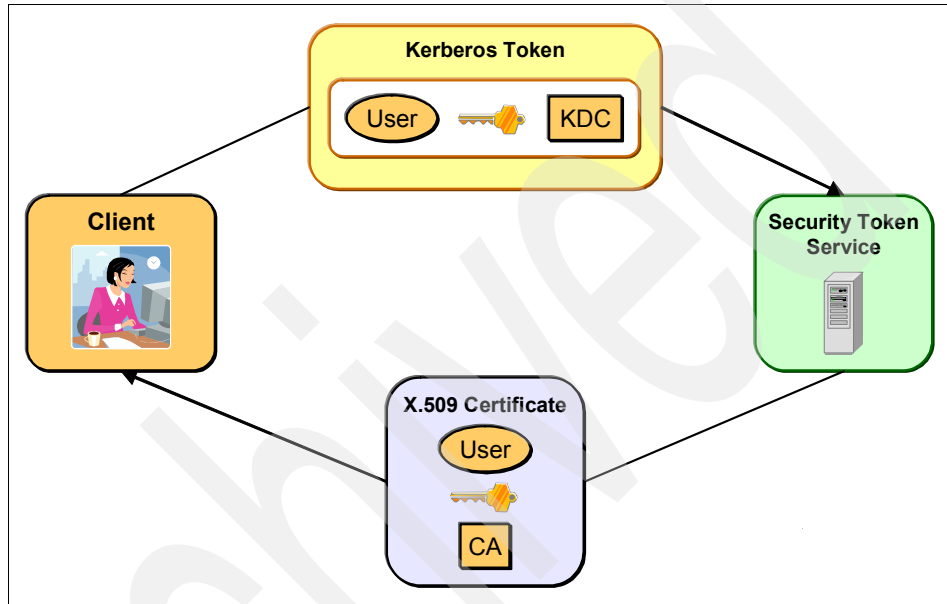 Kerberos Token
User
KDC
Client
Security Token
Service
X.509 Certificate
User
CA